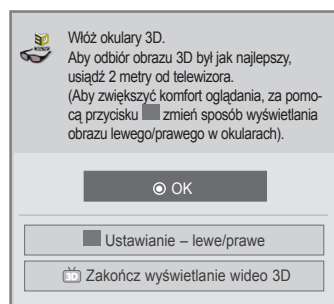 Włóż okulary 3D.
Aby odbiór obrazu 3D był jak najlepszy,
usiądź 2 metry od telewizora.
(Aby zwiększyć komfort oglądania, za pomo-
cą przycisku zmień sposób wyświetlania
obrazu lewego/prawego w okularach).
OK
Ustawianie – lewe/prawe
Zakończ wyświetlanie wideo 3D